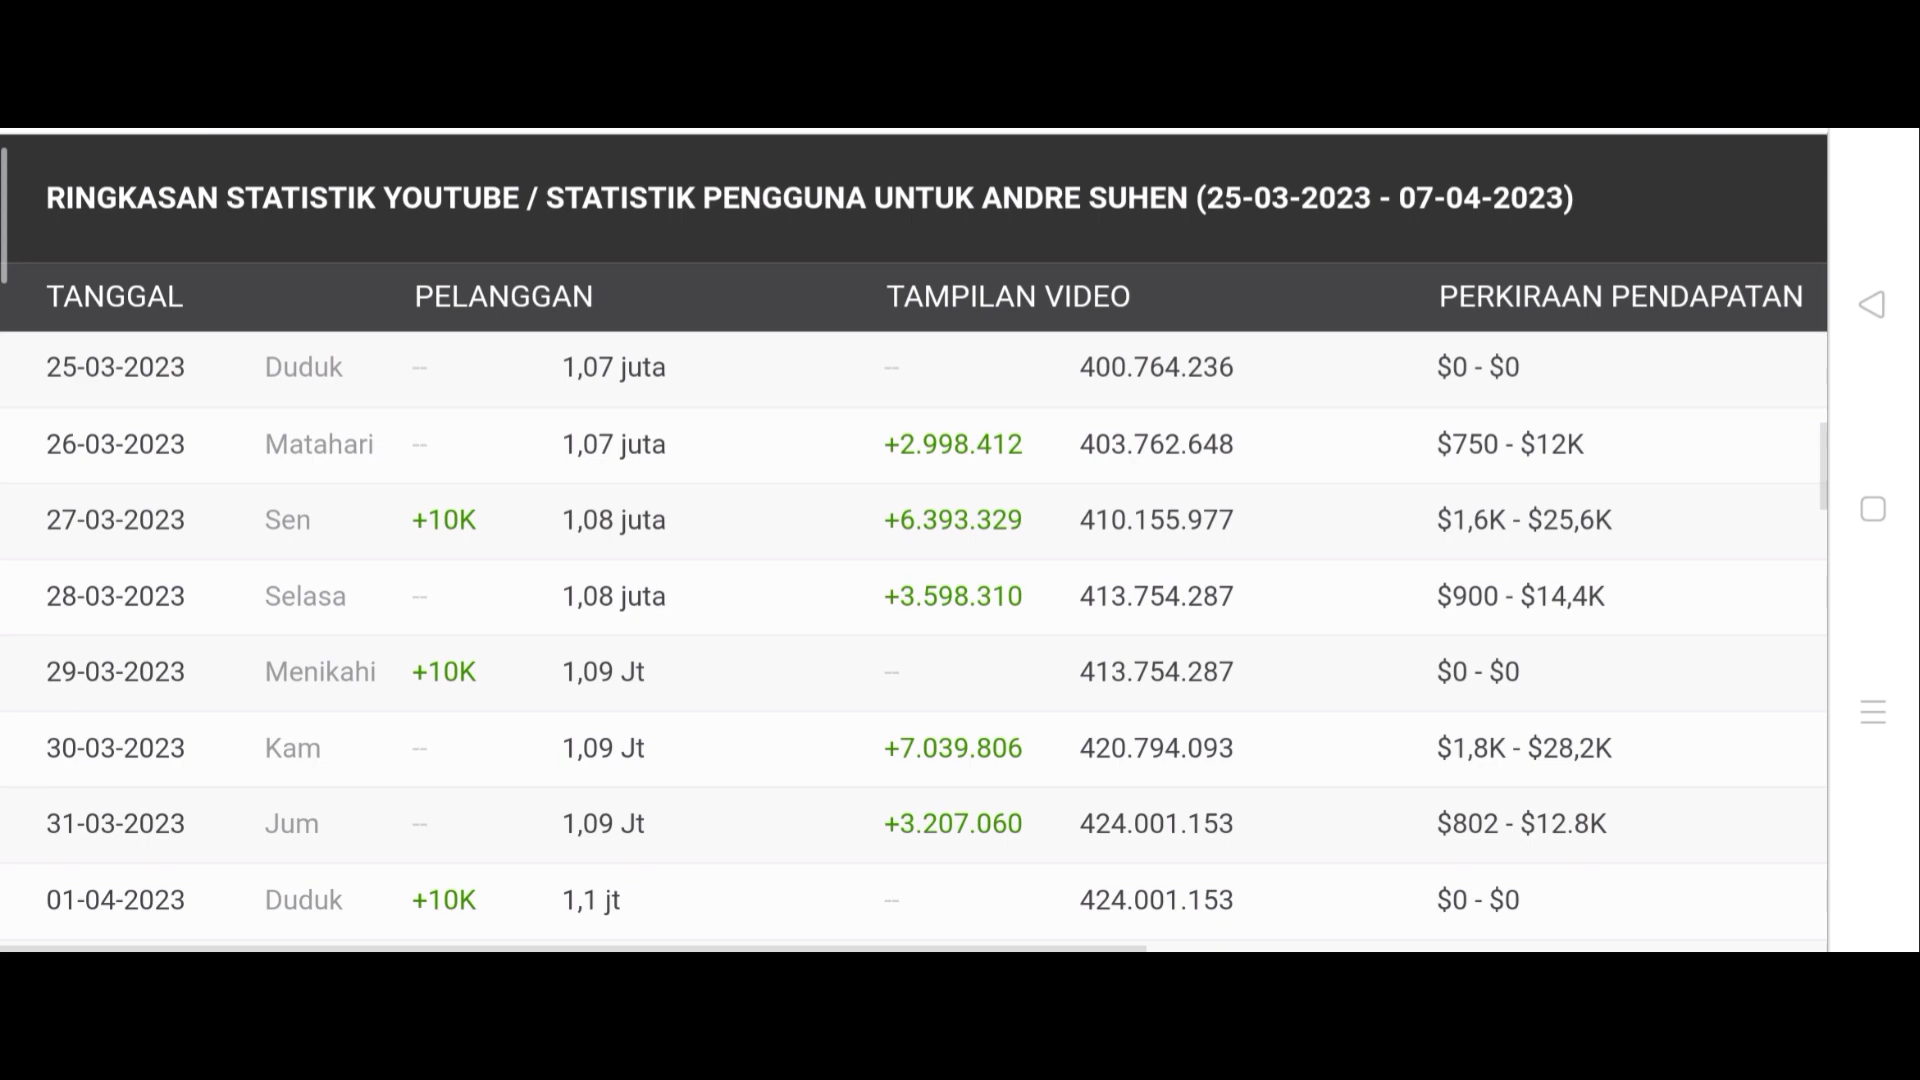 RINGKASAN STATISTIK YOUTUBE / STATISTIK PENGGUNA UNTUK ANDRE SUHEN (25-03-2023 - 07-04-2023)
TANGGAL PELANGGAN TAMPILAN VIDEO PERKIRAAN PENDAPATAN
25-03-2023 Duduk -- 1,07 juta -- 400.764.236 $0 - $0
26-03-2023 Matahari -- 1,07 juta +2.998.412 403.762.648 $750 - $12K
27-03-2023 Sen +10K 1,08 juta +6.393.329 410.155.977 $1,6K - $25,6K
28-03-2023 Selasa -- 1,08 juta +3.598.310 413.754.287 $900 - $14,4K
29-03-2023 Menikahi +10K 1,09 Jt -- 413.754.287 $0 - $0
30-03-2023 Kam -- 1,09 Jt +7.039.806 420.794.093 $1,8K - $28,2K
31-03-2023 Jum -- 1,09 Jt +3.207.060 424.001.153 $802 - $12.8K
01-04-2023 Duduk +10K 1,1 jt -- 424.001.153 $0 - $0